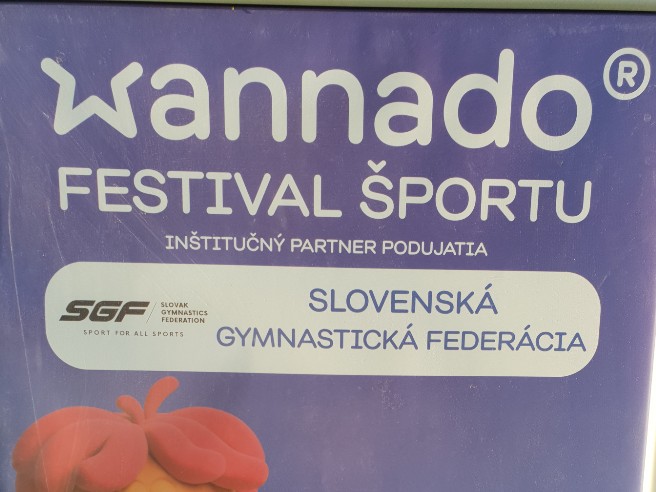 wannado®
FESTIVAL ŠPORTU
INŠTITUČNÝ PARTNER PODUJATIA
SGF SLOVAK
GYMNASTICS
FEDERATION
SPORT FOR ALL SPORTS
SLOVENSKÁ
GYMNASTICKÁ FEDERÁCIA